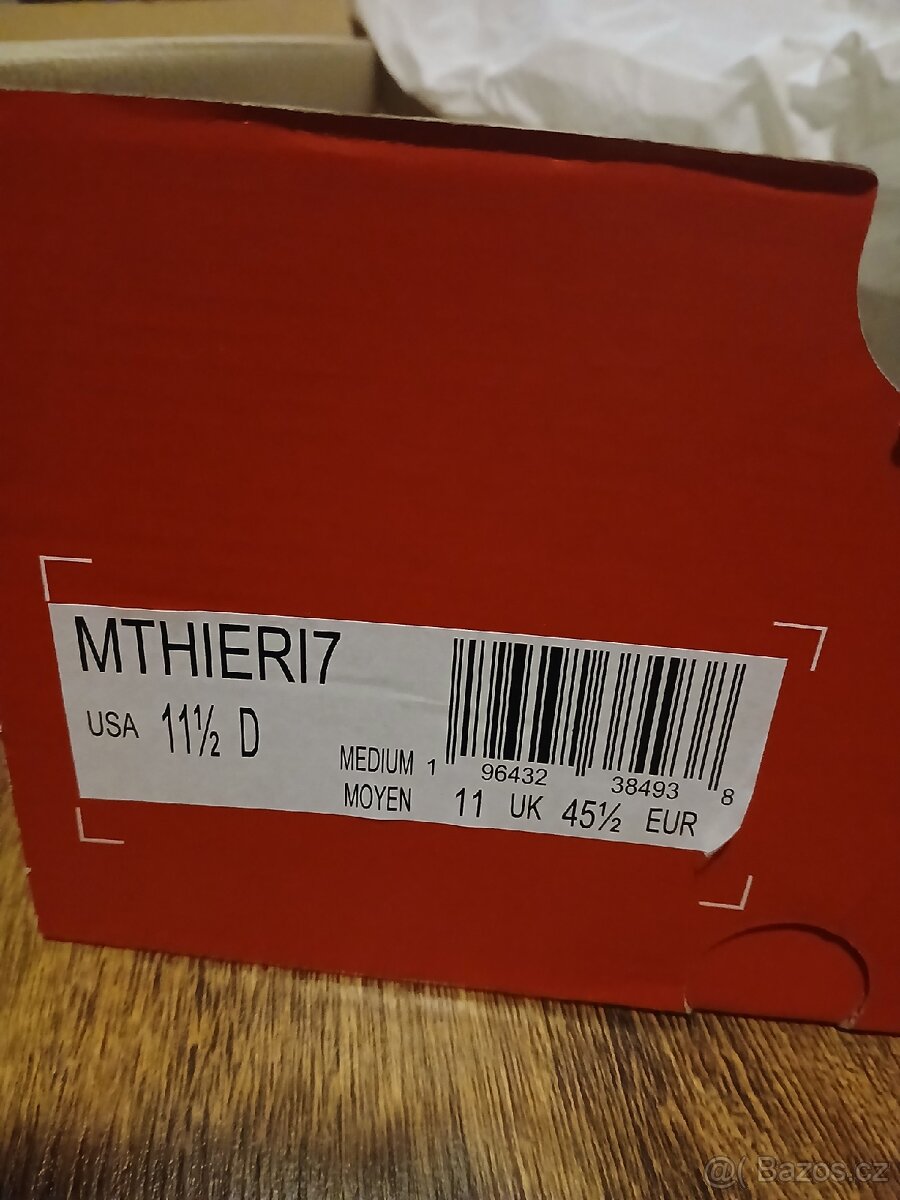 MTHIERI7
USA 11½ D
MEDIUM
MOYEN
1 96432 38493 8
11 UK 45½ EUR
@( Bazos.cz